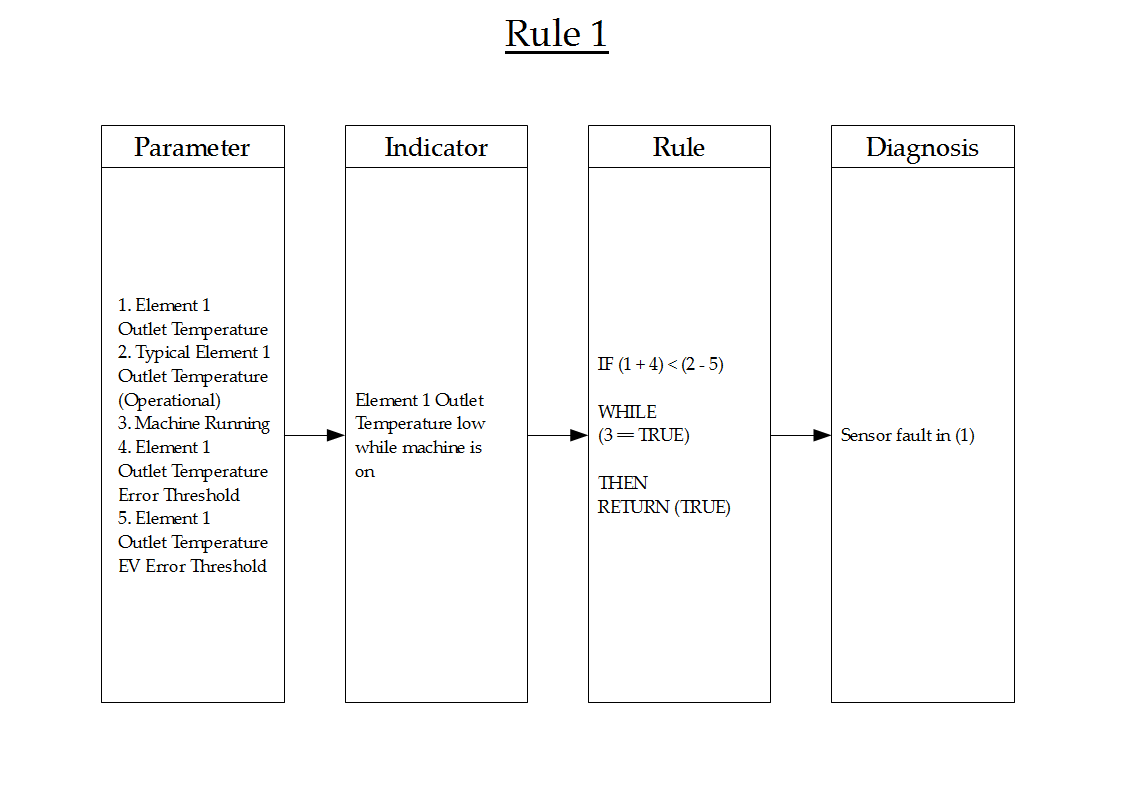 Rule 1
Parameter
1. Element 1
Outlet Temperature
2. Typical Element 1
Outlet Temperature
(Operational)
3. Machine Running
4. Element 1
Outlet Temperature
Error Threshold
5. Element 1
Outlet Temperature
EV Error Threshold
Indicator
Element 1 Outlet
Temperature low
while machine is
on
Rule
IF (1 + 4) < (2 - 5)
WHILE
(3 == TRUE)
THEN
RETURN (TRUE)
Diagnosis
Sensor fault in (1)